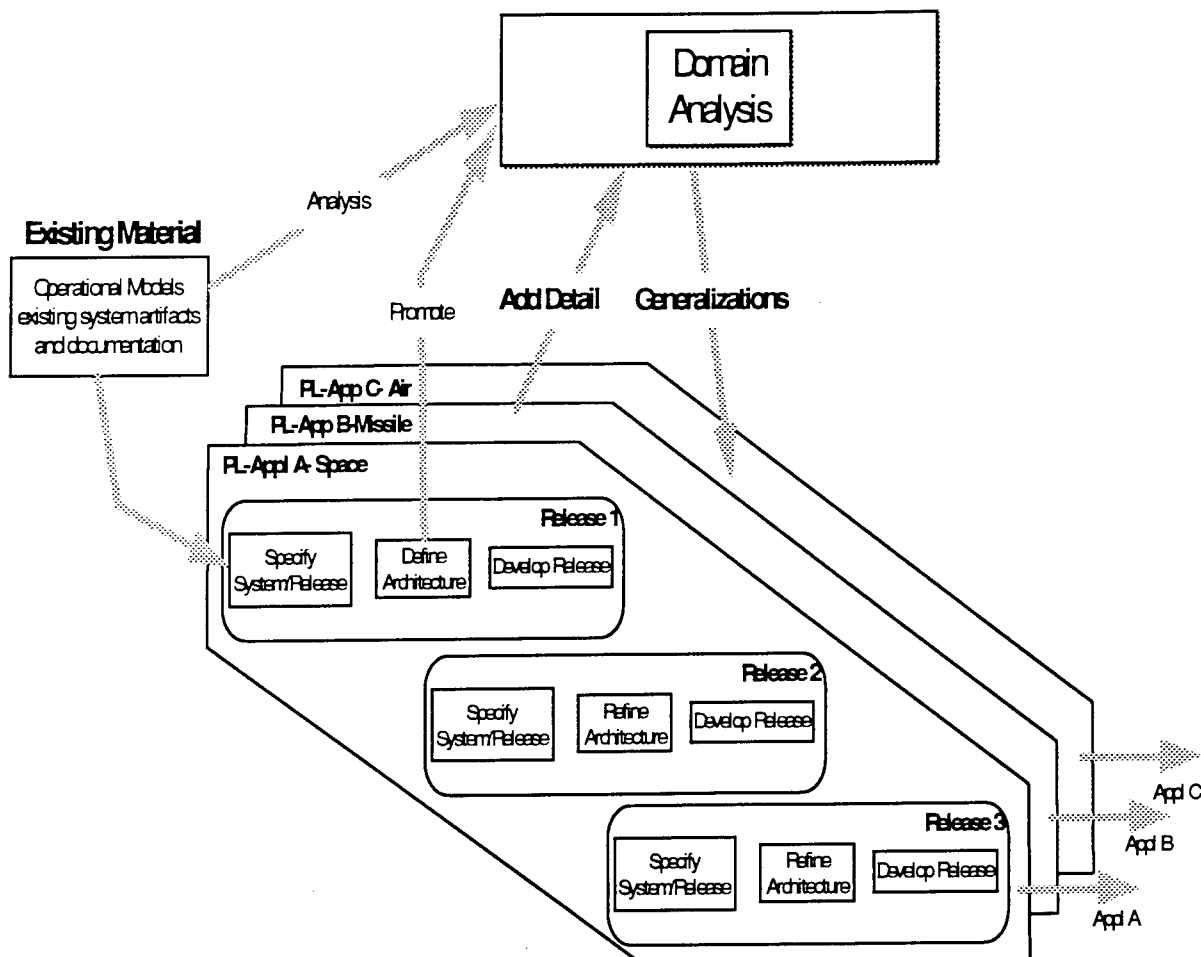 Domain
Analysis
Analysis
Existing Material
Operational Models
existing system artifacts
and documentation
Promote
Add Detail
Generalizations
PL-App C- Air
PL-App B-Missile
PL-Appl A- Space
Release 1
Specify
System/Release
Define
Architecture
Develop Release
Release 2
Specify
System/Release
Refine
Architecture
Develop Release
Release 3
Specify
System/Release
Refine
Architecture
Develop Release
Appl C
Appl B
Appl A